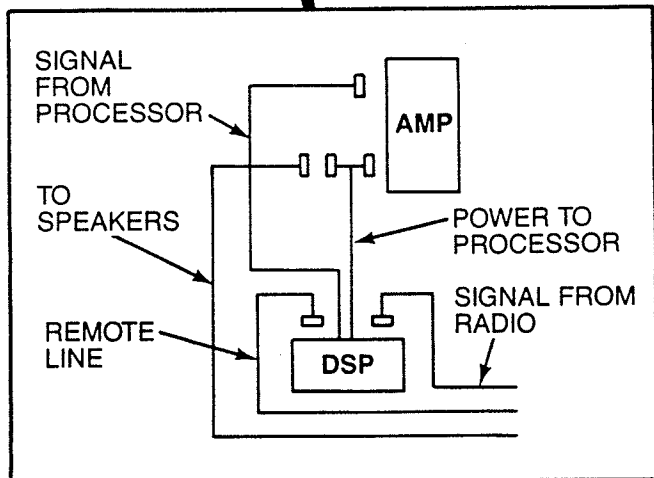 SIGNAL
FROM
PROCESSOR
AMP
TO
SPEAKERS
POWER TO
PROCESSOR
SIGNAL FROM
RADIO
REMOTE
LINE
DSP